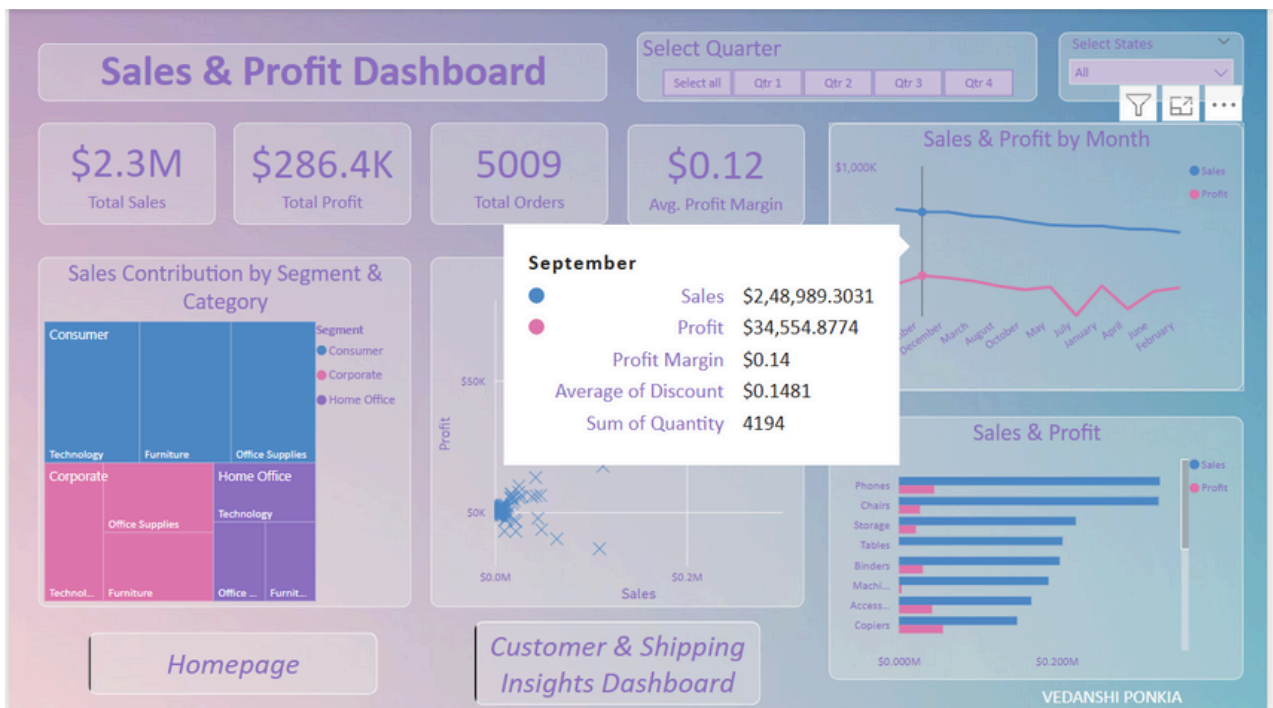 Sales & Profit Dashboard
Select Quarter
Select all Qtr 1 Qtr 2 Qtr 3 Qtr 4
Select States
All
$2.3M
Total Sales
$286.4K
Total Profit
5009
Total Orders
$0.12
Avg. Profit Margin
Sales & Profit by Month
$1,000K
Sales
Profit
December March August October May July January April June February
September
Sales $2,48,989.3031
Profit $34,554.8774
Profit Margin $0.14
Average of Discount $0.1481
Sum of Quantity 4194
Sales Contribution by Segment &
Category
Consumer
Technology Furniture Office Supplies
Corporate
Office Supplies
Technol... Furniture
Home Office
Technology
Office ... Furnit...
Segment
Consumer
Corporate
Home Office
Profit
$50K
$0K
$0.0M $0.2M
Sales
Sales & Profit
Sales
Profit
Phones
Chairs
Storage
Tables
Binders
Machi...
Access...
Copiers
$0.000M $0.200M
Homepage
Customer & Shipping
Insights Dashboard
VEDANSHI PONKIA